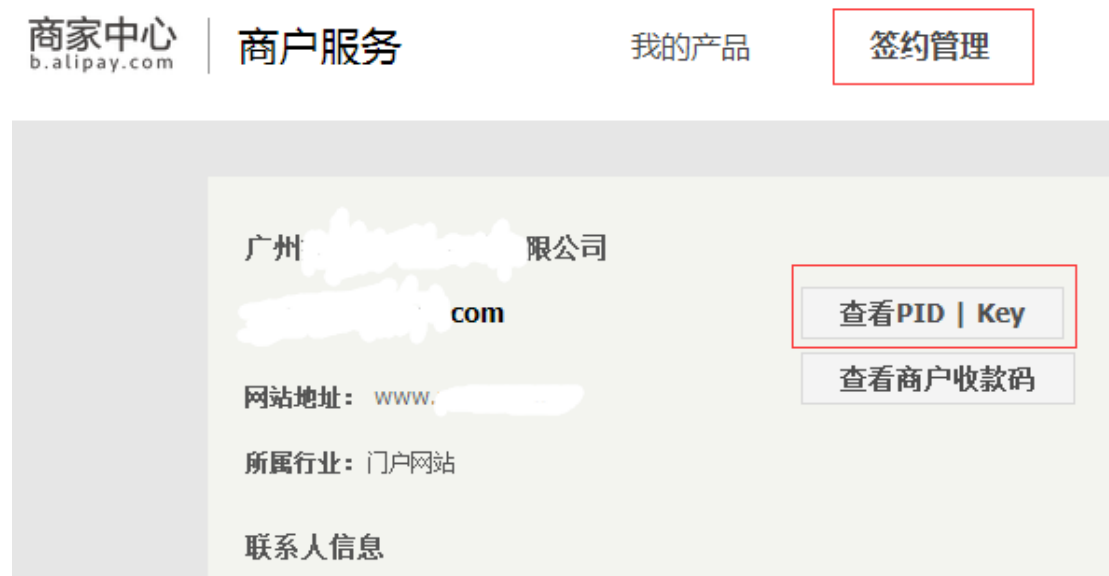 商家中心
b.alipay.com
商户服务
我的产品
签约管理
广州
限公司
com
查看PID | Key
查看商户收款码
网站地址： www.
所属行业：门户网站
联系人信息